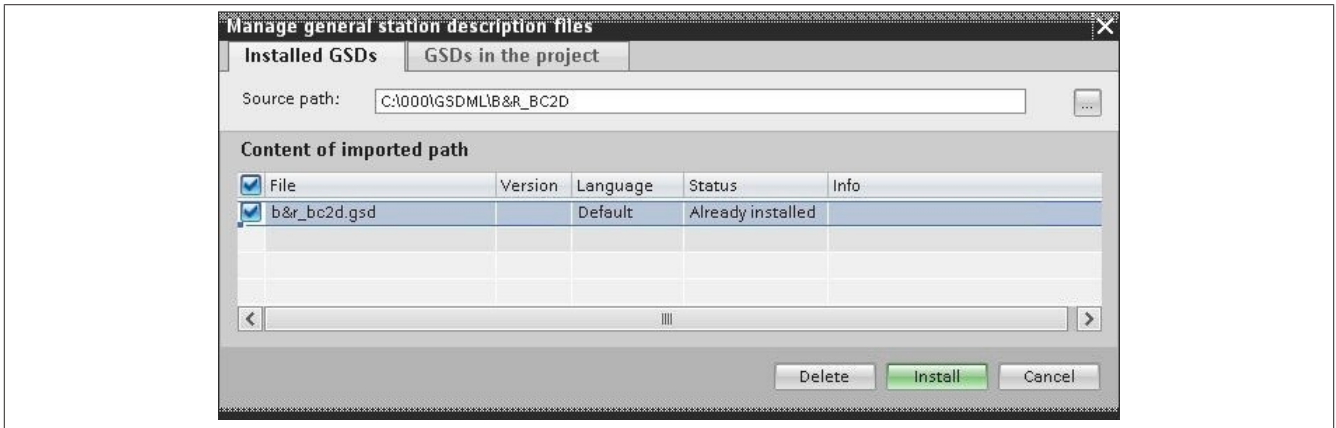 Manage general station description files
Installed GSDs
GSDs in the project
Source path:
C:\000\GSDML\B&R_BC2D
...
Content of imported path
File Version Language Status Info
b&r_bc2d.gsd Default Already installed
Delete Install Cancel